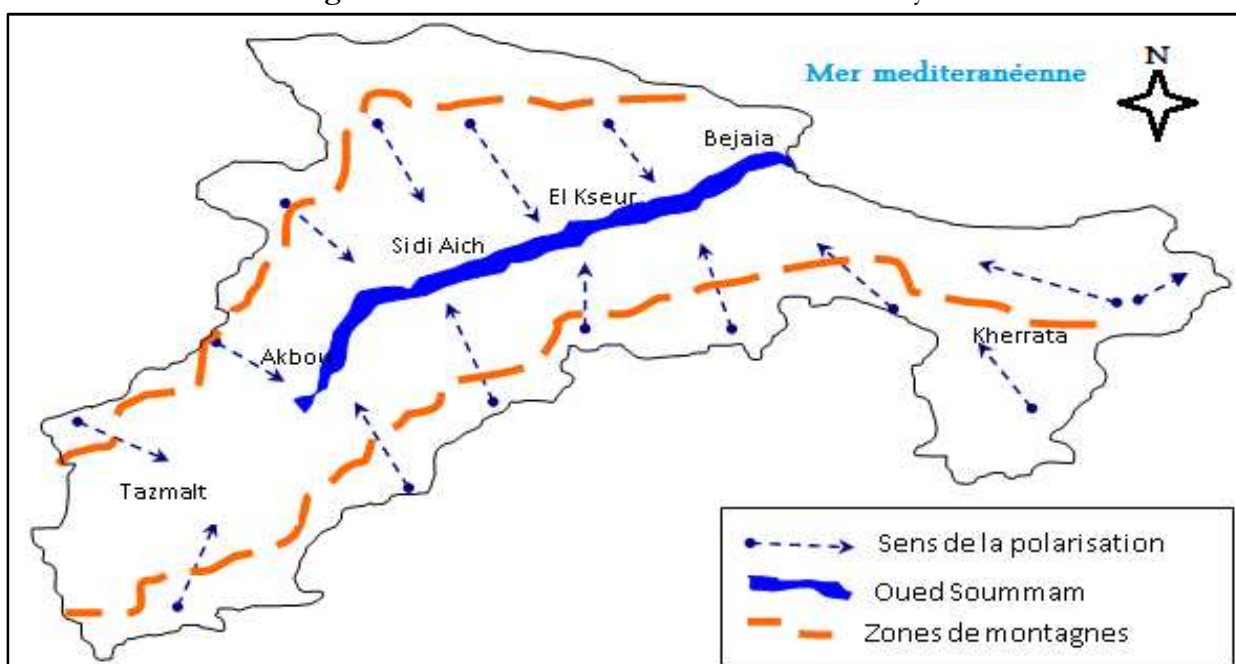 Mer mediteranéenne
N
Bejaia
El Kseur
Sidi Aich
Akbou
Kherrata
Tazmalt
Sens de la polarisation
Oued Soummam
Zones de montagnes